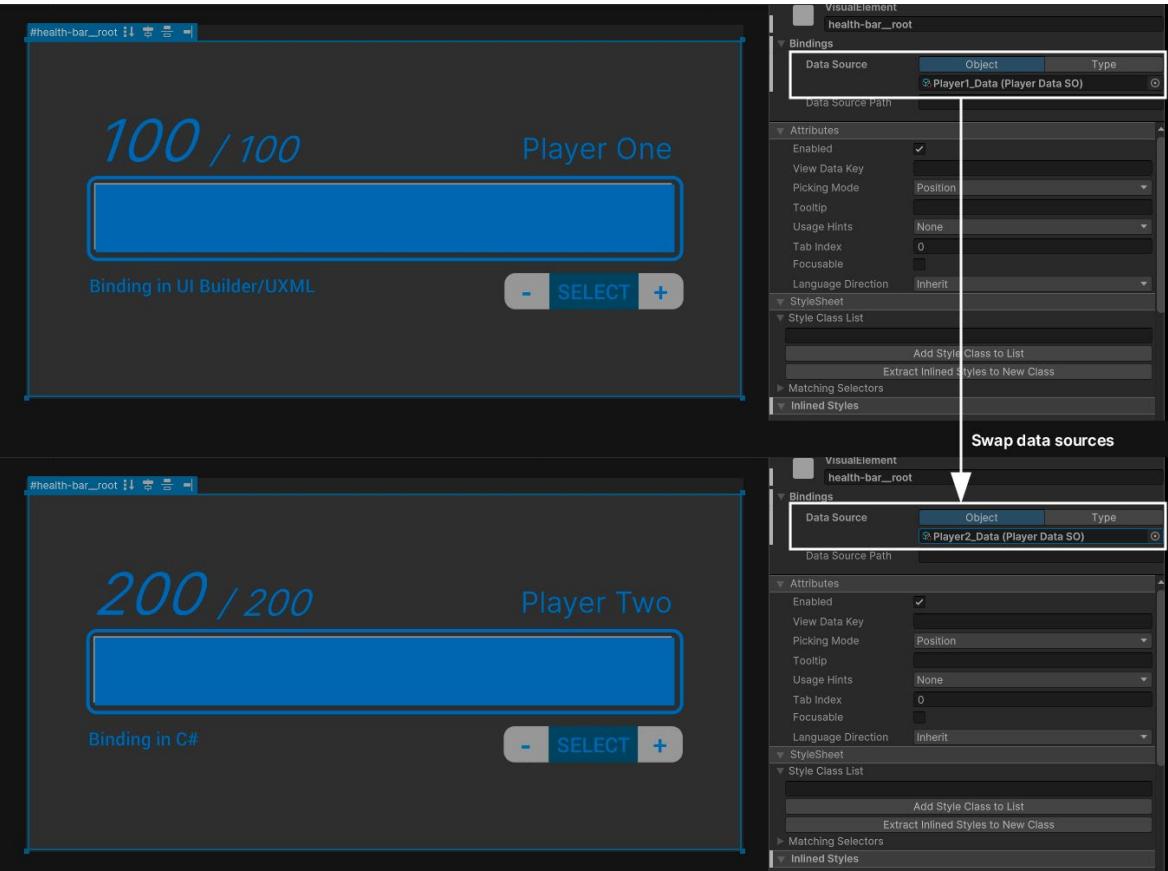 #health-bar__root
100 / 100
Player One
Binding in UI Builder/UXML
- SELECT +
VisualElement
health-bar__root
Bindings
Data Source Object Type
Player1_Data (Player Data SO)
Data Source Path
Attributes
Enabled
View Data Key
Picking Mode Position
Tooltip
Usage Hints None
Tab Index 0
Focusable
Language Direction Inherit
StyleSheet
Style Class List
Add Style Class to List
Extract Inlined Styles to New Class
Matching Selectors
Inlined Styles
Swap data sources
#health-bar__root
200 / 200
Player Two
Binding in C#
- SELECT +
VisualElement
health-bar__root
Bindings
Data Source Object Type
Player2_Data (Player Data SO)
Data Source Path
Attributes
Enabled
View Data Key
Picking Mode Position
Tooltip
Usage Hints None
Tab Index 0
Focusable
Language Direction Inherit
StyleSheet
Style Class List
Add Style Class to List
Extract Inlined Styles to New Class
Matching Selectors
Inlined Styles